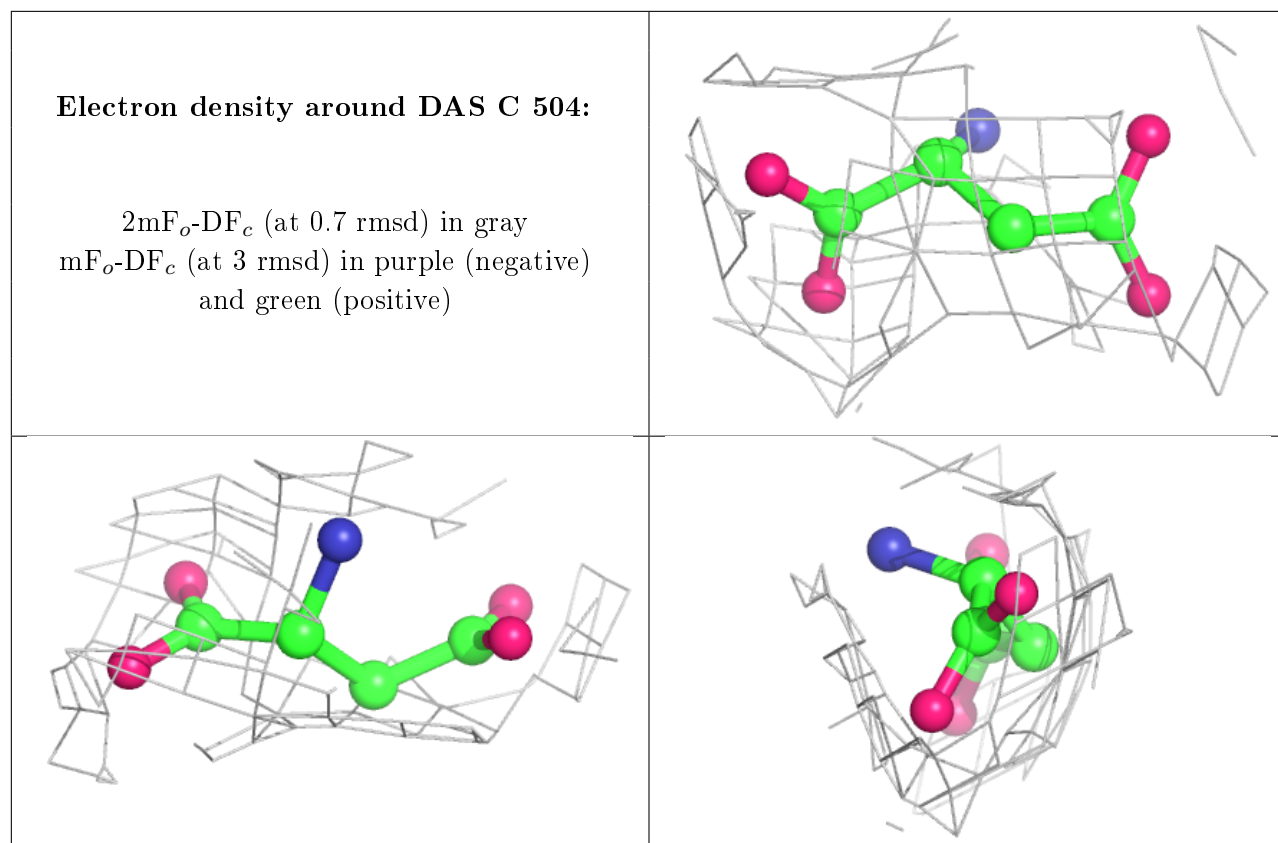 Electron density around DAS C 504:
2mFo-DFc (at 0.7 rmsd) in gray
mFo-DFc (at 3 rmsd) in purple (negative)
and green (positive)